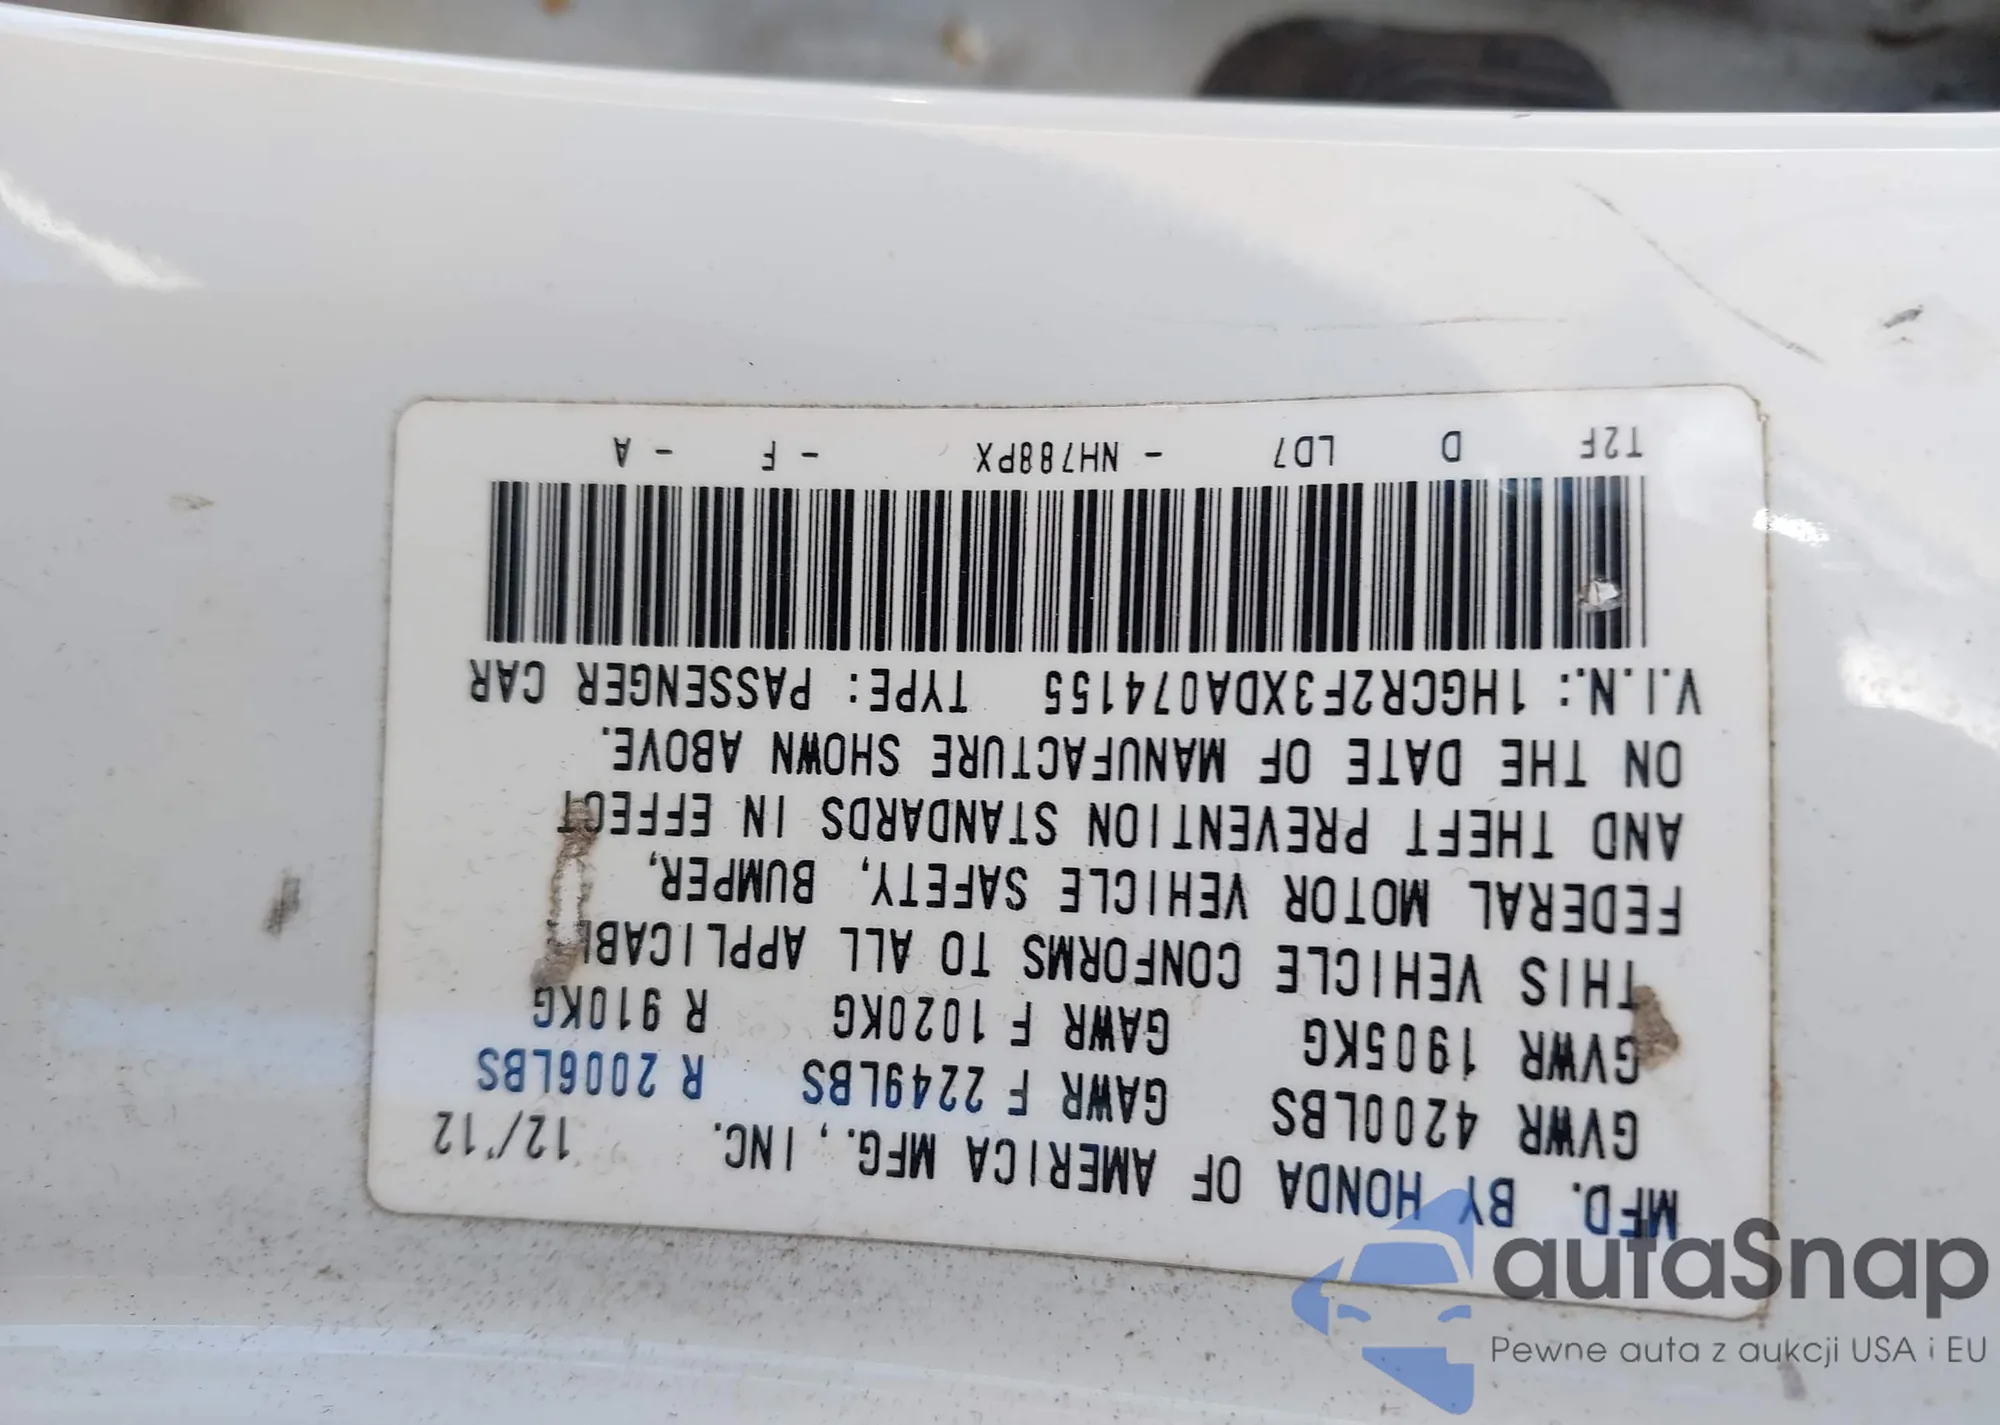 MFD. BY HONDA OF AMERICA MFG., INC. 12/'12
GVWR 4200LBS GAWR F 2249LBS R 2006LBS
GVWR 1905KG GAWR F 1020KG R 910KG
THIS VEHICLE CONFORMS TO ALL APPLICABLE
FEDERAL MOTOR VEHICLE SAFETY, BUMPER,
AND THEFT PREVENTION STANDARDS IN EFFECT
ON THE DATE OF MANUFACTURE SHOWN ABOVE.
V.I.N.: 1HGCR2F3XDA074155 TYPE: PASSENGER CAR
T2F D LD7 - NH788PX - F - A
autaSnap
Pewne auta z aukcji USA i EU